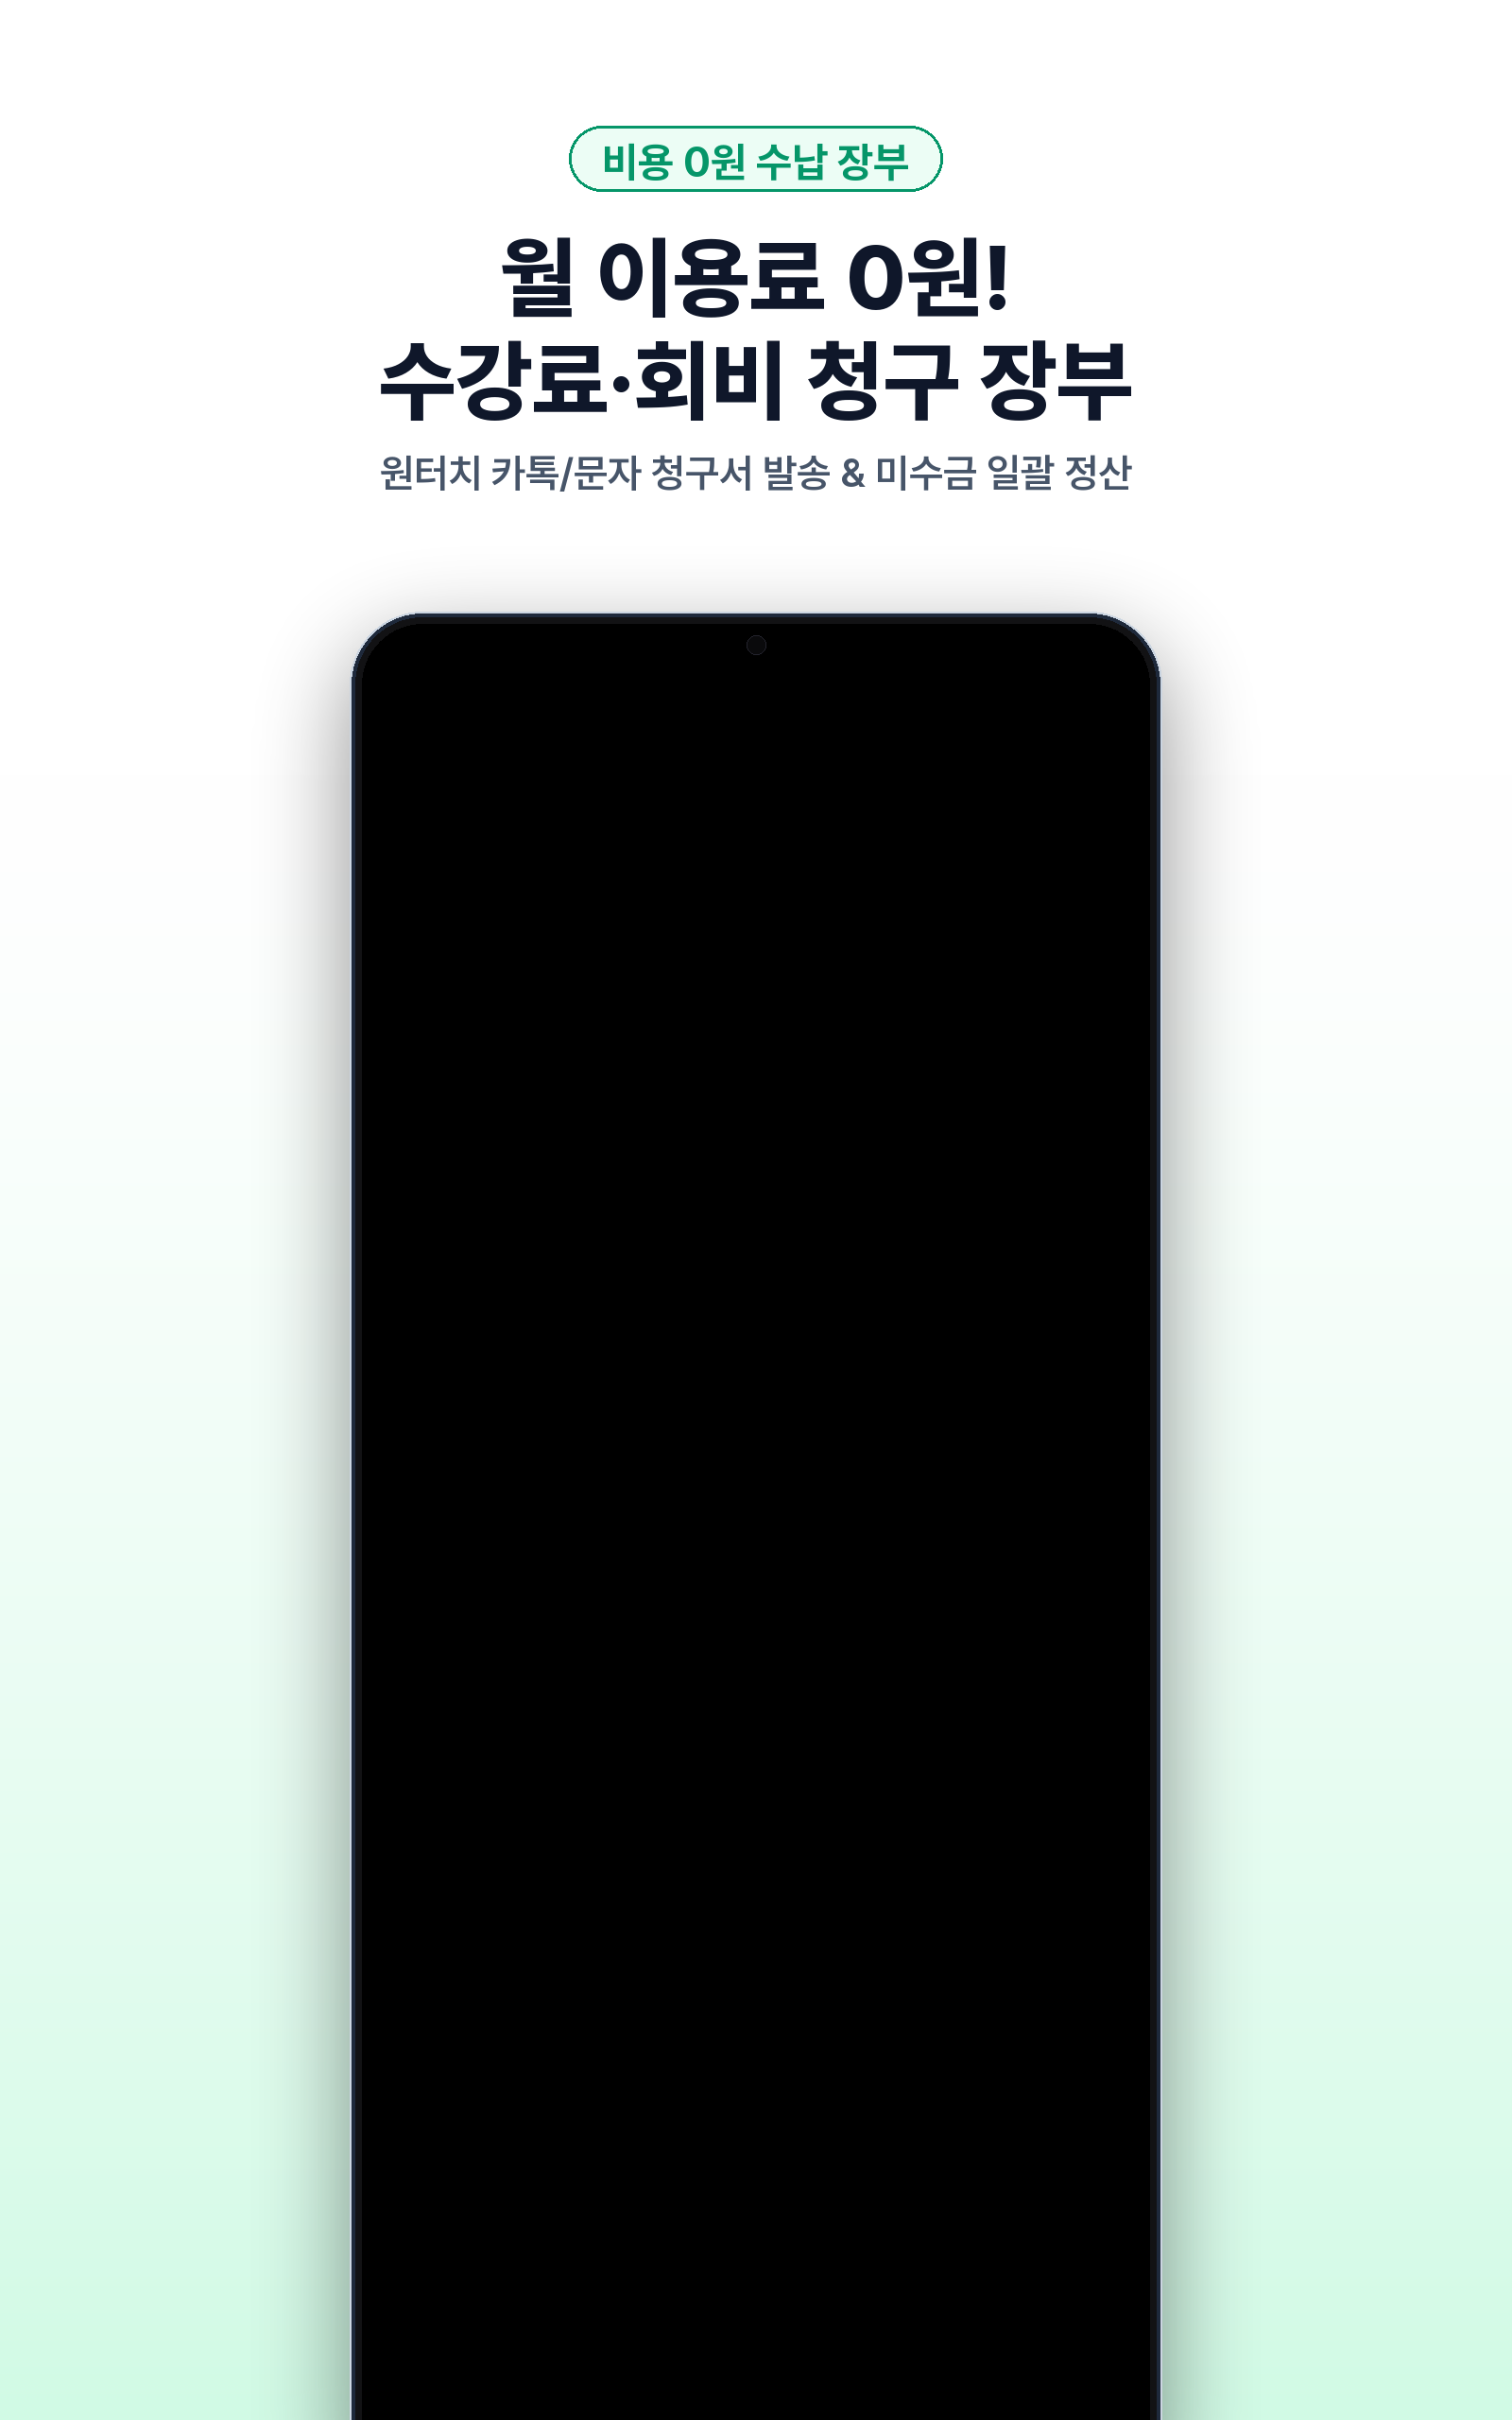 비용 0원 수납 장부
월 이용료 0원!
수강료·회비 청구 장부
원터치 카톡/문자 청구서 발송 & 미수금 일괄 정산